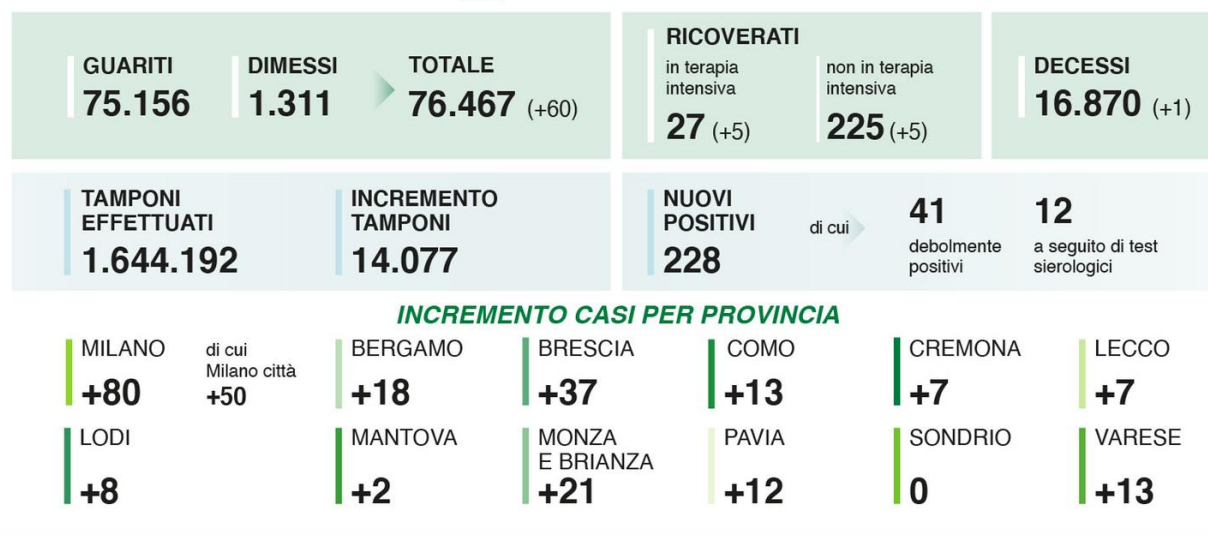 GUARITI
75.156
DIMESSI
1.311
TOTALE
76.467 (+60)
RICOVERATI
in terapia
intensiva
27 (+5)
non in terapia
intensiva
225 (+5)
DECESSI
16.870 (+1)
TAMPONI
EFFETTUATI
1.644.192
INCREMENTO
TAMPONI
14.077
NUOVI
POSITIVI
228
di cui
41
debolmente
positivi
12
a seguito di test
sierologici
INCREMENTO CASI PER PROVINCIA
MILANO
+80
di cui
Milano città
+50
BERGAMO
+18
BRESCIA
+37
COMO
+13
CREMONA
+7
LECCO
+7
LODI
+8
MANTOVA
+2
MONZA
E BRIANZA
+21
PAVIA
+12
SONDRIO
0
VARESE
+13